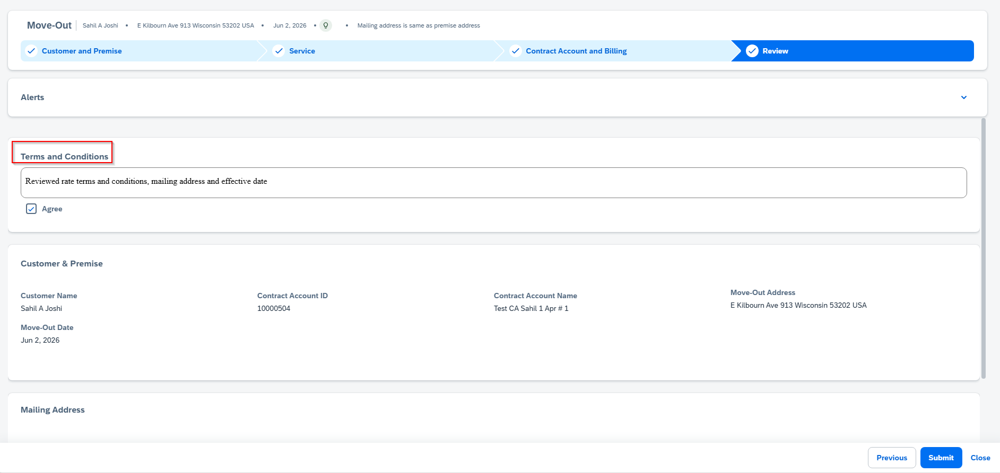 Move-Out Sahil A Joshi • E Kilbourn Ave 913 Wisconsin 53202 USA • Jun 2, 2026 • • Mailing address is same as premise address
Customer and Premise Service Contract Account and Billing Review
Alerts
Terms and Conditions
Reviewed rate terms and conditions, mailing address and effective date
Agree
Customer & Premise
Customer Name Contract Account ID Contract Account Name Move-Out Address
Sahil A Joshi 10000504 Test CA Sahil 1 Apr # 1 E Kilbourn Ave 913 Wisconsin 53202 USA
Move-Out Date
Jun 2, 2026
Mailing Address
Previous Submit Close